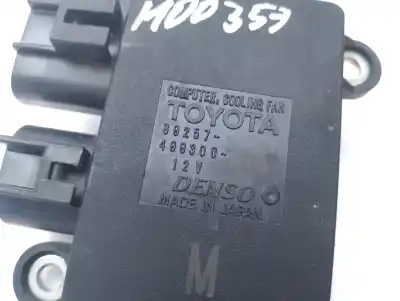 M00357
COMPUTER, COOLING FAN
TOYOTA
89257-
499300-
12V
DENSO
MADE IN JAPAN
M